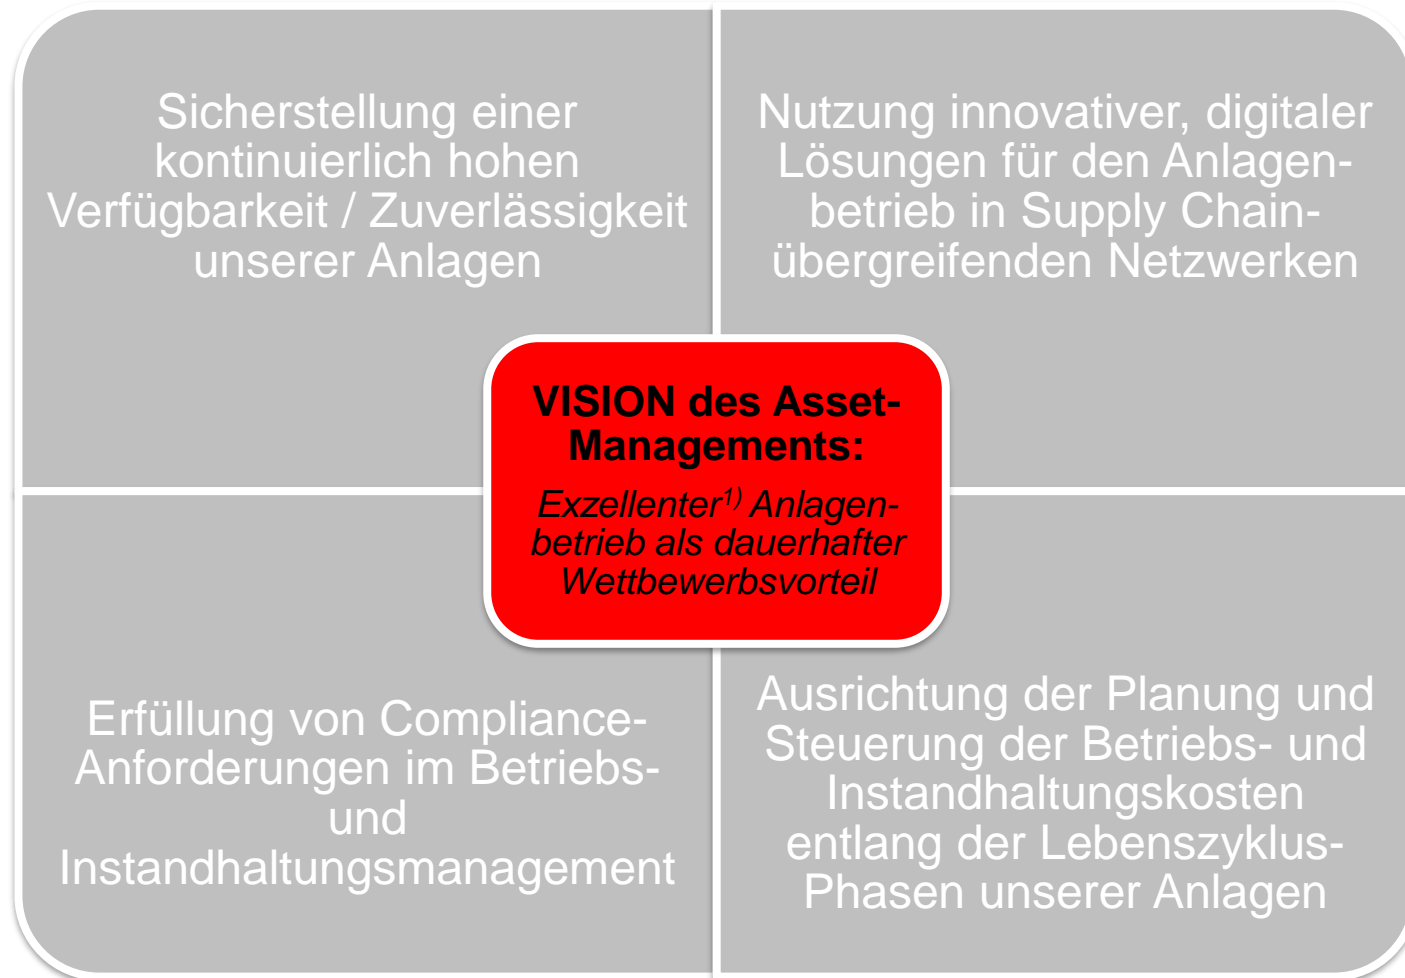 Sicherstellung einer
kontinuierlich hohen
Verfügbarkeit / Zuverlässigkeit
unserer Anlagen
Nutzung innovativer, digitaler
Lösungen für den Anlagen-
betrieb in Supply Chain-
übergreifenden Netzwerken
VISION des Asset-
Managements:
Exzellenter¹⁾ Anlagen-
betrieb als dauerhafter
Wettbewerbsvorteil
Erfüllung von Compliance-
Anforderungen im Betriebs-
und
Instandhaltungsmanagement
Ausrichtung der Planung und
Steuerung der Betriebs- und
Instandhaltungskosten
entlang der Lebenszyklus-
Phasen unserer Anlagen